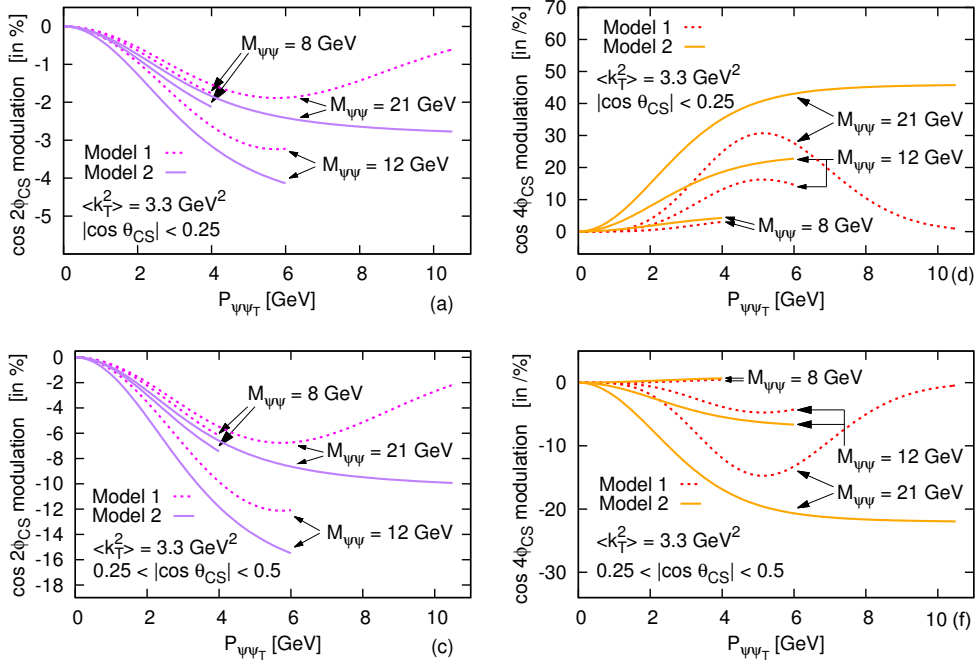 cos 2ϕCS modulation [in %]
0
-1
-2
-3
-4
-5
Mψψ = 8 GeV
Mψψ = 21 GeV
Mψψ = 12 GeV
Model 1
Model 2
<k²T> = 3.3 GeV²
|cos θCS| < 0.25
0 2 4 6 8 10
PψψT [GeV]
(a)
cos 4ϕCS modulation [in /%]
70
60
50
40
30
20
10
0
-10
Model 1
Model 2
<k²T> = 3.3 GeV²
|cos θCS| < 0.25
Mψψ = 21 GeV
Mψψ = 12 GeV
Mψψ = 8 GeV
0 2 4 6 8 10
PψψT [GeV]
(d)
cos 2ϕCS modulation [in %]
0
-2
-4
-6
-8
-10
-12
-14
-16
-18
Mψψ = 8 GeV
Mψψ = 21 GeV
Mψψ = 12 GeV
Model 1
Model 2
<k²T> = 3.3 GeV²
0.25 < |cos θCS| < 0.5
0 2 4 6 8 10
PψψT [GeV]
(c)
cos 4ϕCS modulation [in /%]
0
-10
-20
-30
Mψψ = 8 GeV
Mψψ = 12 GeV
Mψψ = 21 GeV
Model 1
Model 2
<k²T> = 3.3 GeV²
0.25 < |cos θCS| < 0.5
0 2 4 6 8 10
PψψT [GeV]
(f)